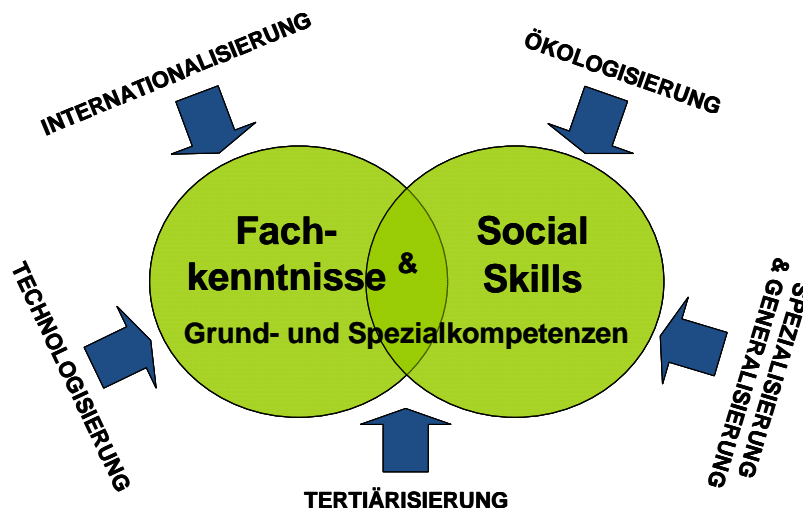 INTERNATIONALISIERUNG
ÖKOLOGISIERUNG
Fach-
kenntnisse
&
Social
Skills
Grund- und Spezialkompetenzen
TECHNOLOGISIERUNG
SPEZIALISIERUNG
& GENERALISIERUNG
TERTIÄRISIERUNG